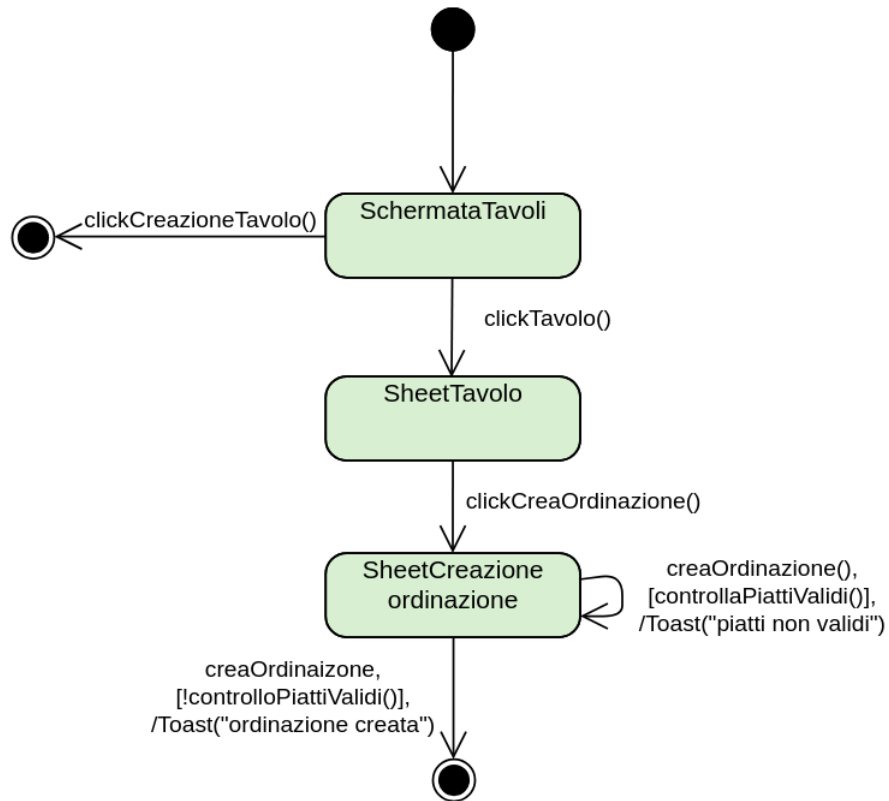 SchermataTavoli
clickCreazioneTavolo()
clickTavolo()
SheetTavolo
clickCreaOrdinazione()
SheetCreazione
ordinazione
creaOrdinazione(),
[controllaPiattiValidi()],
/Toast("piatti non validi")
creaOrdinaizone,
[!controlloPiattiValidi()],
/Toast("ordinazione creata")